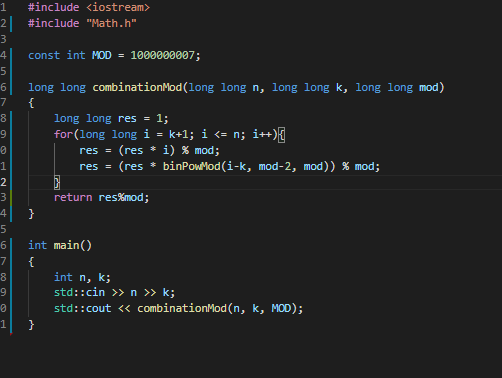 1 #include <iostream>
2 #include "Math.h"
3
4 const int MOD = 1000000007;
5
6 long long combinationMod(long long n, long long k, long long mod)
7 {
8     long long res = 1;
9     for(long long i = k+1; i <= n; i++){
0         res = (res * i) % mod;
1         res = (res * binPowMod(i-k, mod-2, mod)) % mod;
2     }
3     return res%mod;
4 }
5
6 int main()
7 {
8     int n, k;
9     std::cin >> n >> k;
0     std::cout << combinationMod(n, k, MOD);
1 }